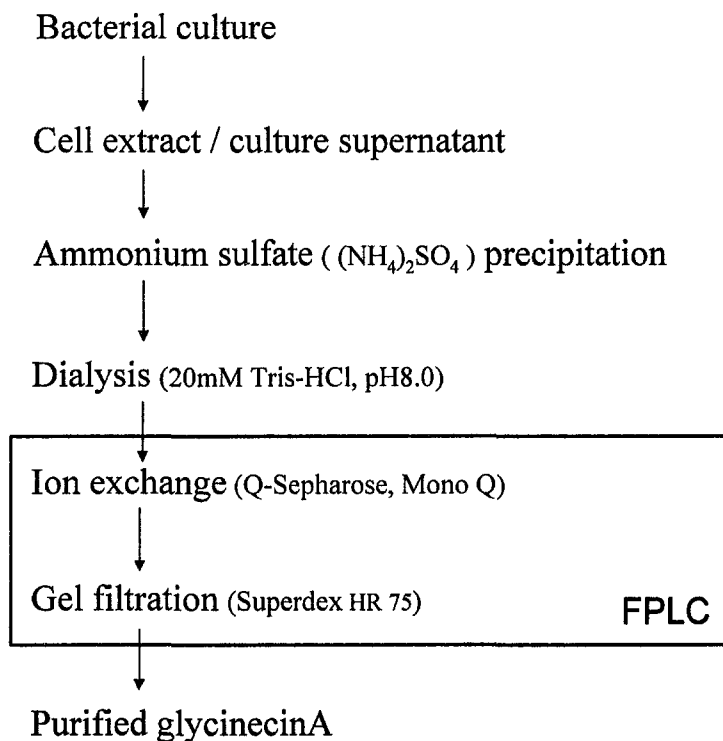 Bacterial culture
Cell extract / culture supernatant
Ammonium sulfate ( (NH₄)₂SO₄ ) precipitation
Dialysis (20mM Tris-HCl, pH8.0)
Ion exchange (Q-Sepharose, Mono Q)
Gel filtration (Superdex HR 75)
FPLC
Purified glycinecinA